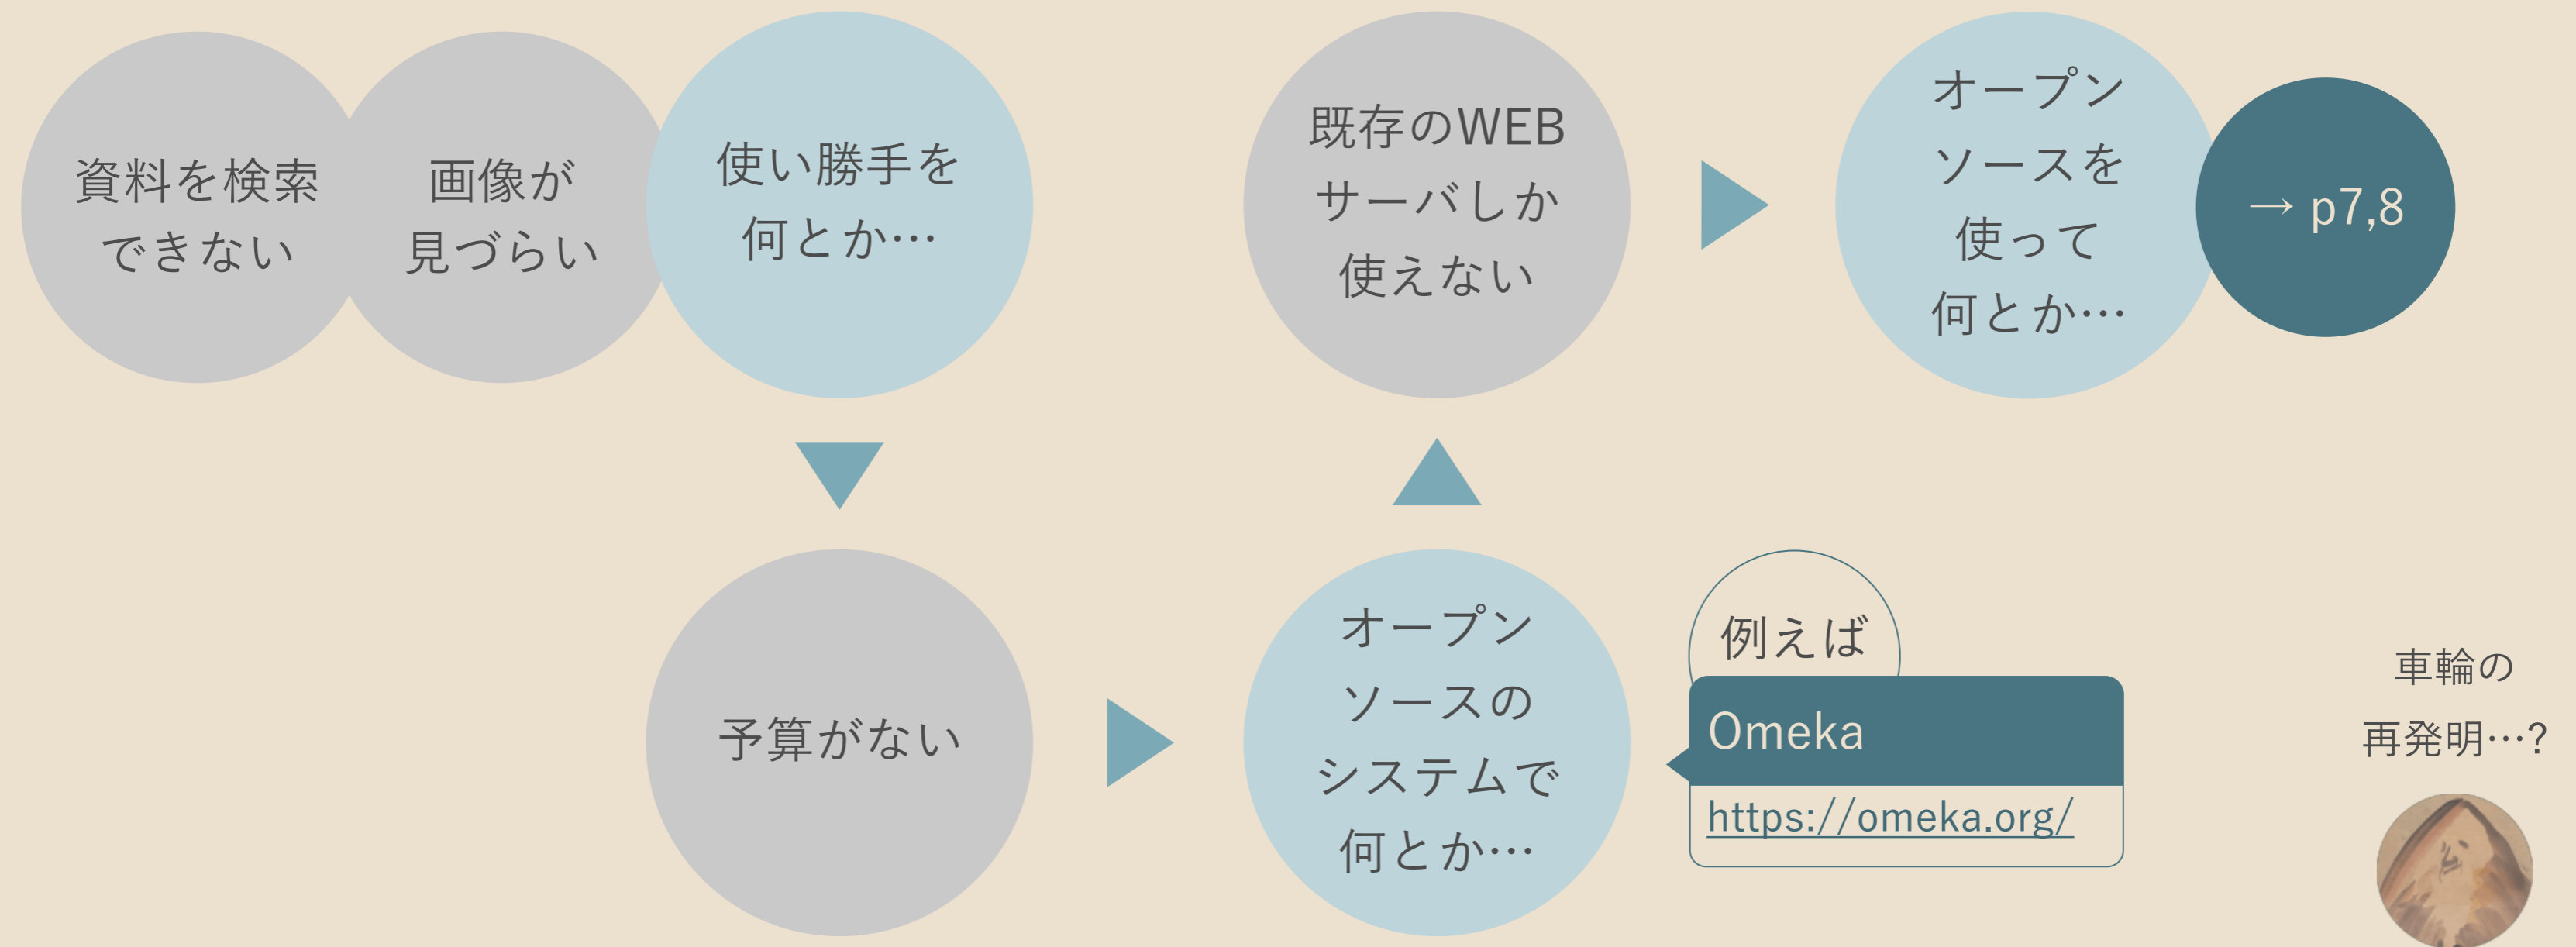 資料を検索
できない
画像が
見づらい
使い勝手を
何とか…
予算がない
オープン
ソースの
システムで
何とか…
例えば
Omeka
https://omeka.org/
既存のWEB
サーバしか
使えない
オープン
ソースを
使って
何とか…
→ p7,8
車輪の
再発明…?